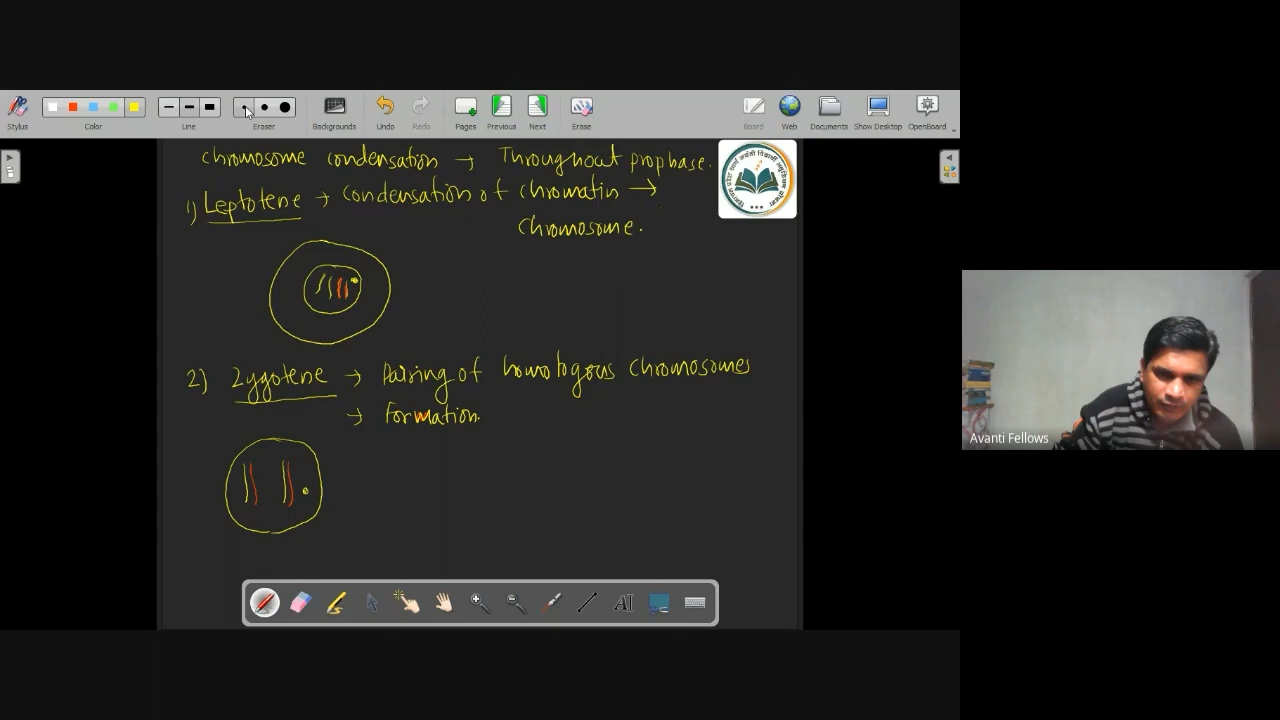 Color Line Eraser
Stylus Backgrounds Undo Redo Pages Previous Next Erase Board Web Documents Show Desktop OpenBoard
chromosome condensation → Throughout prophase.
1) Leptotene → condensation of chromatin →
chromosome.
2) Zygotene → Pairing of homologous chromosomes
→ formation
Avanti Fellows